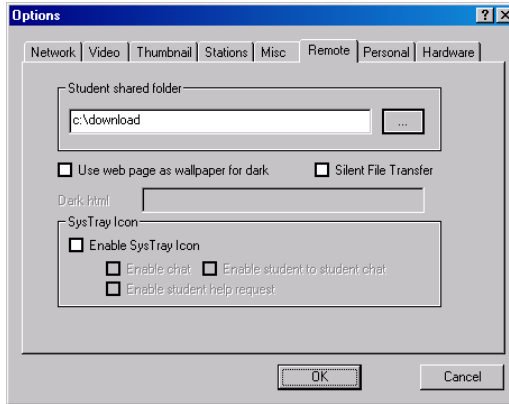 Options
Network Video Thumbnail Stations Misc Remote Personal Hardware
Student shared folder
c:\download ...
Use web page as wallpaper for dark Silent File Transfer
Dark html
SysTray Icon
Enable SysTray Icon
Enable chat Enable student to student chat
Enable student help request
OK Cancel